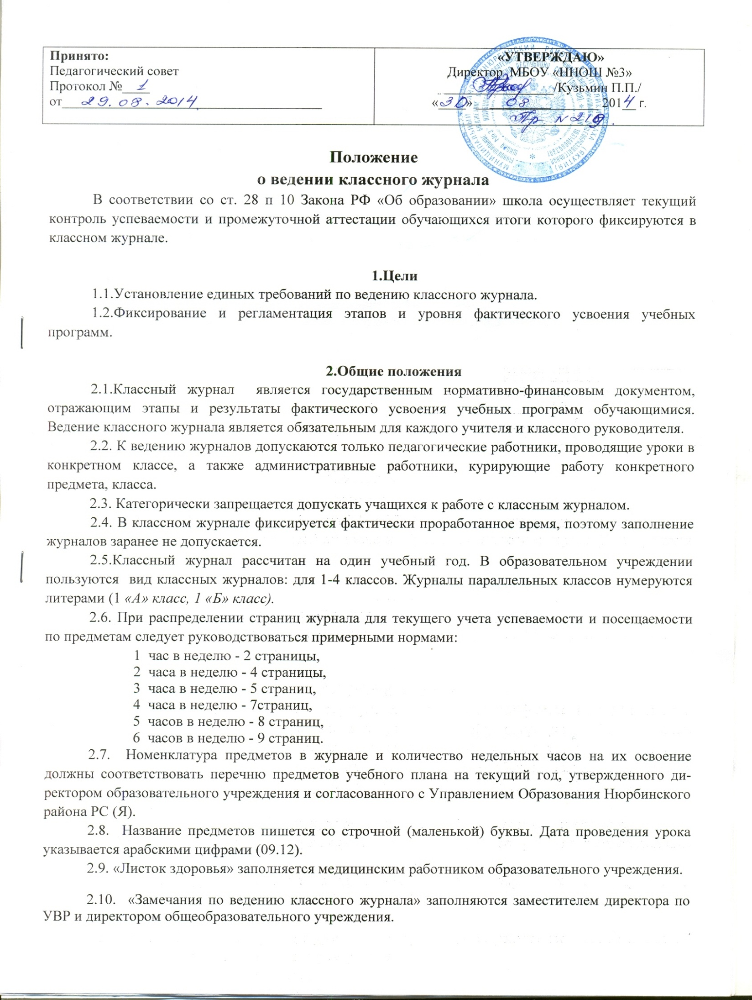 Принято:
Педагогический совет
Протокол № 1
от 29.08.2014.
«УТВЕРЖДАЮ»
Директор МБОУ «ННОШ №3»
/Кузьмин П.П./
«30» 08 2014 г.
Пр N 219.
Положение
о ведении классного журнала
В соответствии со ст. 28 п 10 Закона РФ «Об образовании» школа осуществляет текущий
контроль успеваемости и промежуточной аттестации обучающихся итоги которого фиксируются в
классном журнале.
1.Цели
1.1.Установление единых требований по ведению классного журнала.
1.2.Фиксирование и регламентация этапов и уровня фактического усвоения учебных
программ.
2.Общие положения
2.1.Классный журнал является государственным нормативно-финансовым документом,
отражающим этапы и результаты фактического усвоения учебных программ обучающимися.
Ведение классного журнала является обязательным для каждого учителя и классного руководителя.
2.2. К ведению журналов допускаются только педагогические работники, проводящие уроки в
конкретном классе, а также административные работники, курирующие работу конкретного
предмета, класса.
2.3. Категорически запрещается допускать учащихся к работе с классным журналом.
2.4. В классном журнале фиксируется фактически проработанное время, поэтому заполнение
журналов заранее не допускается.
2.5.Классный журнал рассчитан на один учебный год. В образовательном учреждении
пользуются вид классных журналов: для 1-4 классов. Журналы параллельных классов нумеруются
литерами (1 «А» класс, 1 «Б» класс).
2.6. При распределении страниц журнала для текущего учета успеваемости и посещаемости
по предметам следует руководствоваться примерными нормами:
1 час в неделю - 2 страницы,
2 часа в неделю - 4 страницы,
3 часа в неделю - 5 страниц,
4 часа в неделю - 7страниц,
5 часов в неделю - 8 страниц,
6 часов в неделю - 9 страниц.
2.7. Номенклатура предметов в журнале и количество недельных часов на их освоение
должны соответствовать перечню предметов учебного плана на текущий год, утвержденного ди-
ректором образовательного учреждения и согласованного с Управлением Образования Нюрбинского
района РС (Я).
2.8. Название предметов пишется со строчной (маленькой) буквы. Дата проведения урока
указывается арабскими цифрами (09.12).
2.9. «Листок здоровья» заполняется медицинским работником образовательного учреждения.
2.10. «Замечания по ведению классного журнала» заполняются заместителем директора по
УВР и директором общеобразовательного учреждения.